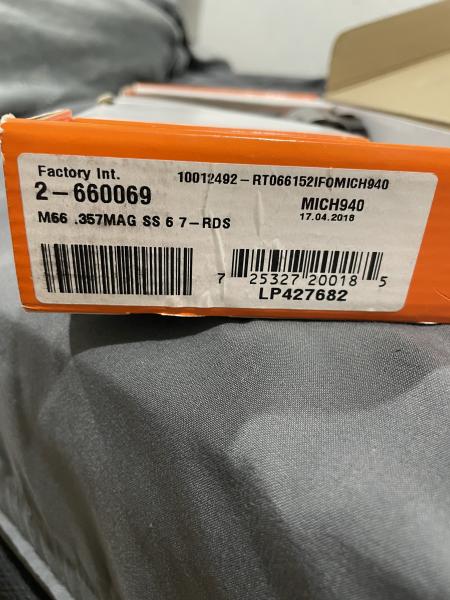 Factory Int.
10012492-RT066152IFOMICH940
2-660069
MICH940
17.04.2018
M66 .357MAG SS 6 7-RDS
7 25327 20018 5
LP427682